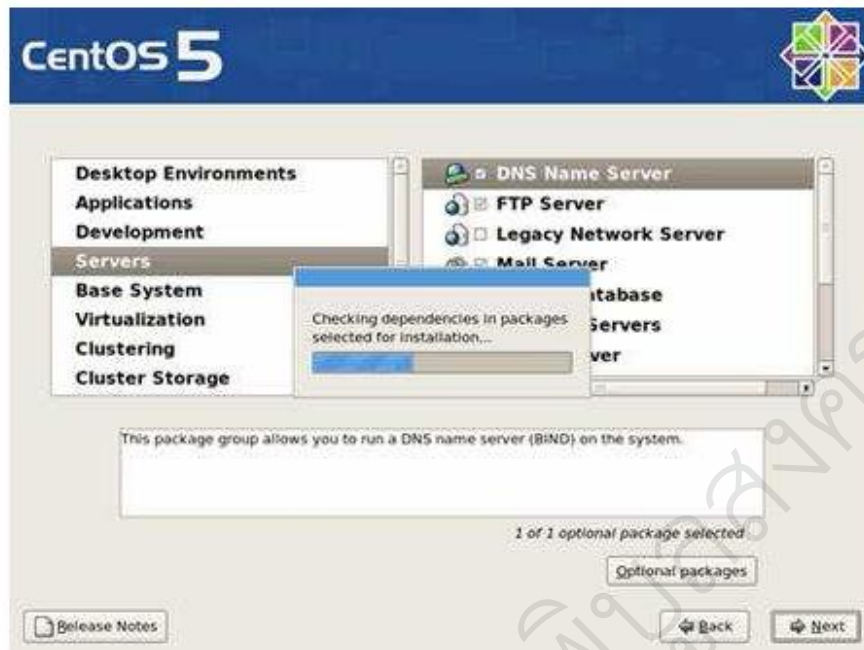 CentOS 5
Desktop Environments
Applications
Development
Servers
Base System
Virtualization
Clustering
Cluster Storage
DNS Name Server
FTP Server
Legacy Network Server
Mail Server
Servers
Checking dependencies in packages
selected for installation...
This package group allows you to run a DNS name server (BIND) on the system.
1 of 1 optional package selected
Optional packages
Release Notes
Back
Next